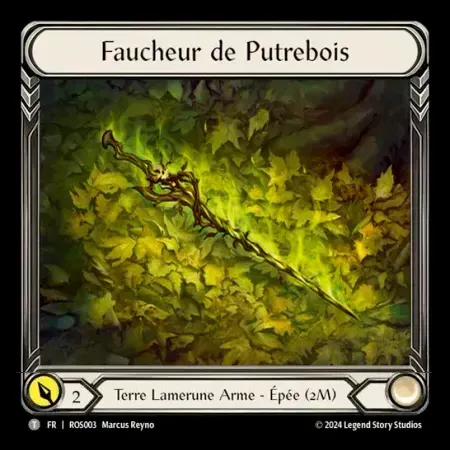 Faucheur de Putrebois
2 Terre Lamerune Arme - Épée (2M)
T FR | ROS003 Marcus Reyno © 2024 Legend Story Studios